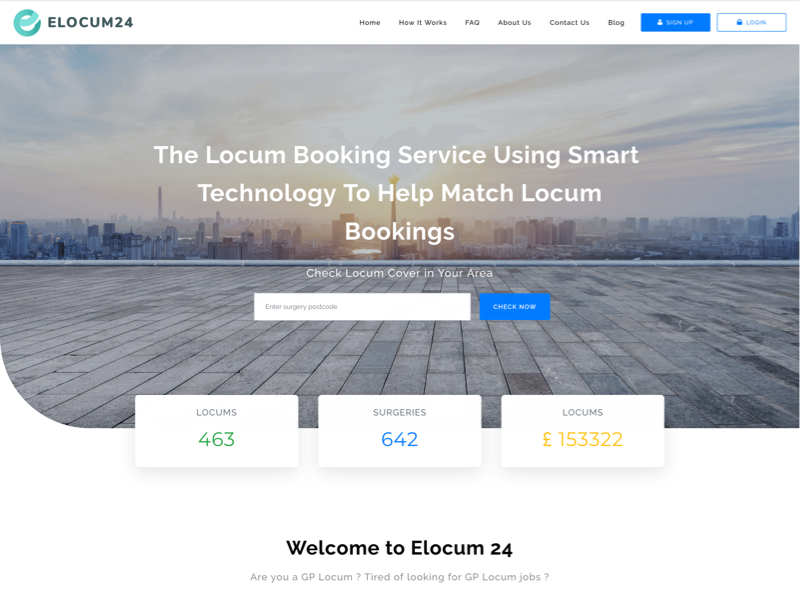 ELOCUM24
Home How It Works FAQ About Us Contact Us Blog SIGN UP LOGIN
The Locum Booking Service Using Smart
Technology To Help Match Locum
Bookings
Check Locum Cover in Your Area
Enter surgery postcode CHECK NOW
LOCUMS SURGERIES LOCUMS
463 642 £ 153322
Welcome to Elocum 24
Are you a GP Locum ? Tired of looking for GP Locum jobs ?